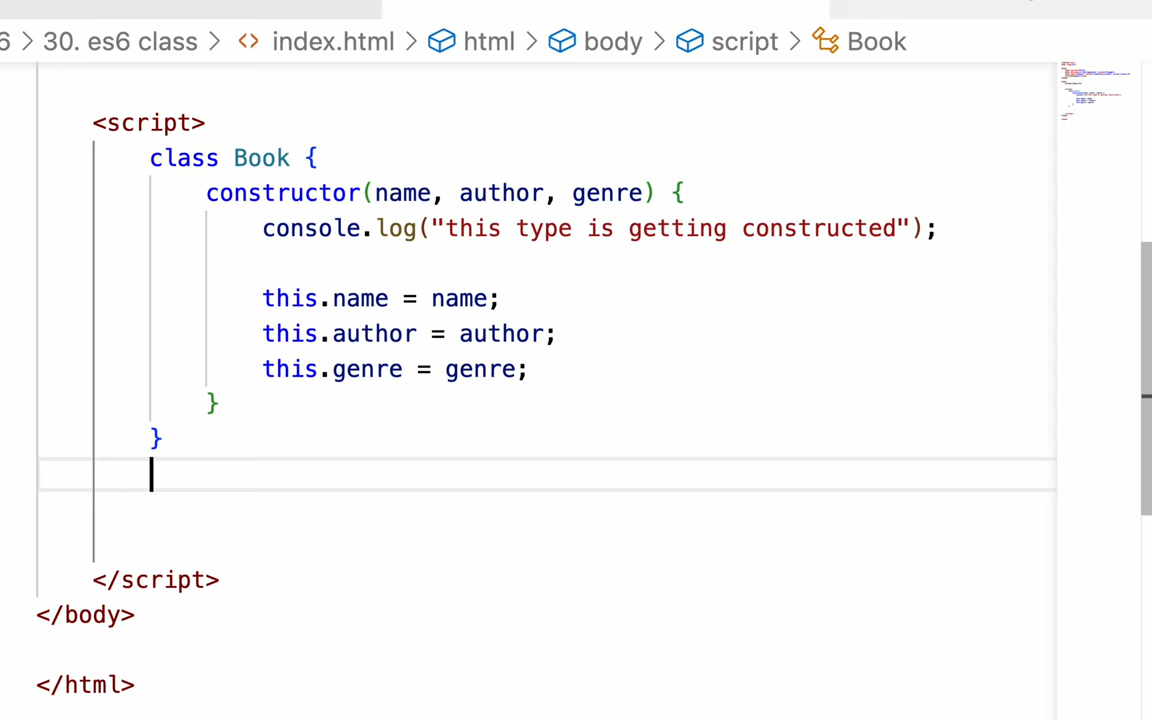 6 > 30. es6 class > <> index.html > html > body > script > Book
<script>
class Book {
constructor(name, author, genre) {
console.log("this type is getting constructed");
this.name = name;
this.author = author;
this.genre = genre;
}
}
</script>
</body>
</html>